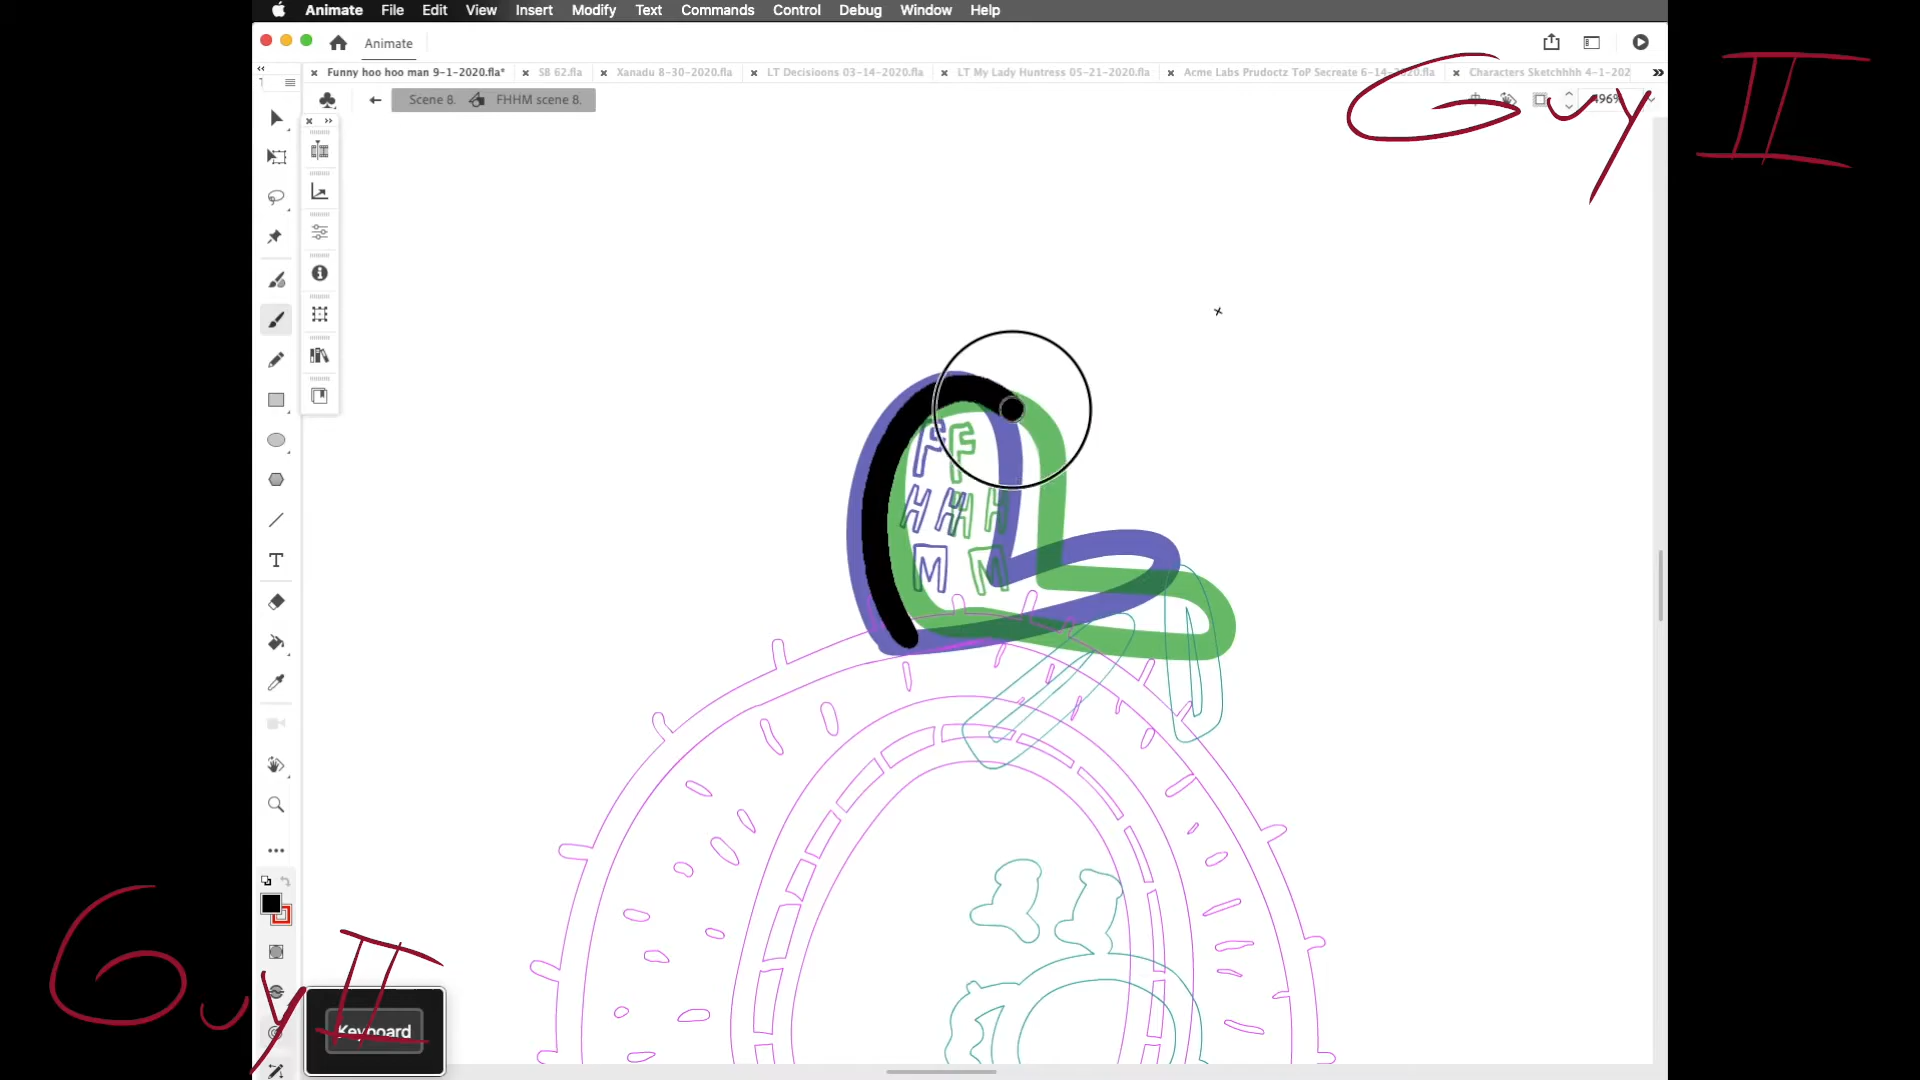 Animate File Edit View Insert Modify Text Commands Control Debug Window Help
Animate
Funny hoo hoo man 9-1-2020.fla* S8 62.fla Xanadu 8-30-2020.fla LT Decisioons 03-14-2020.fla LT My Lady Huntress 05-21-2020.fla Acme Labs Prudoctz ToP Secreate 6-14-2020.fla Characters Sketchhhh 4-1-202
Scene 8. FHHM scene 8. 496%
Guy II
F F
H H H H
M M
Guy II
Keyboard